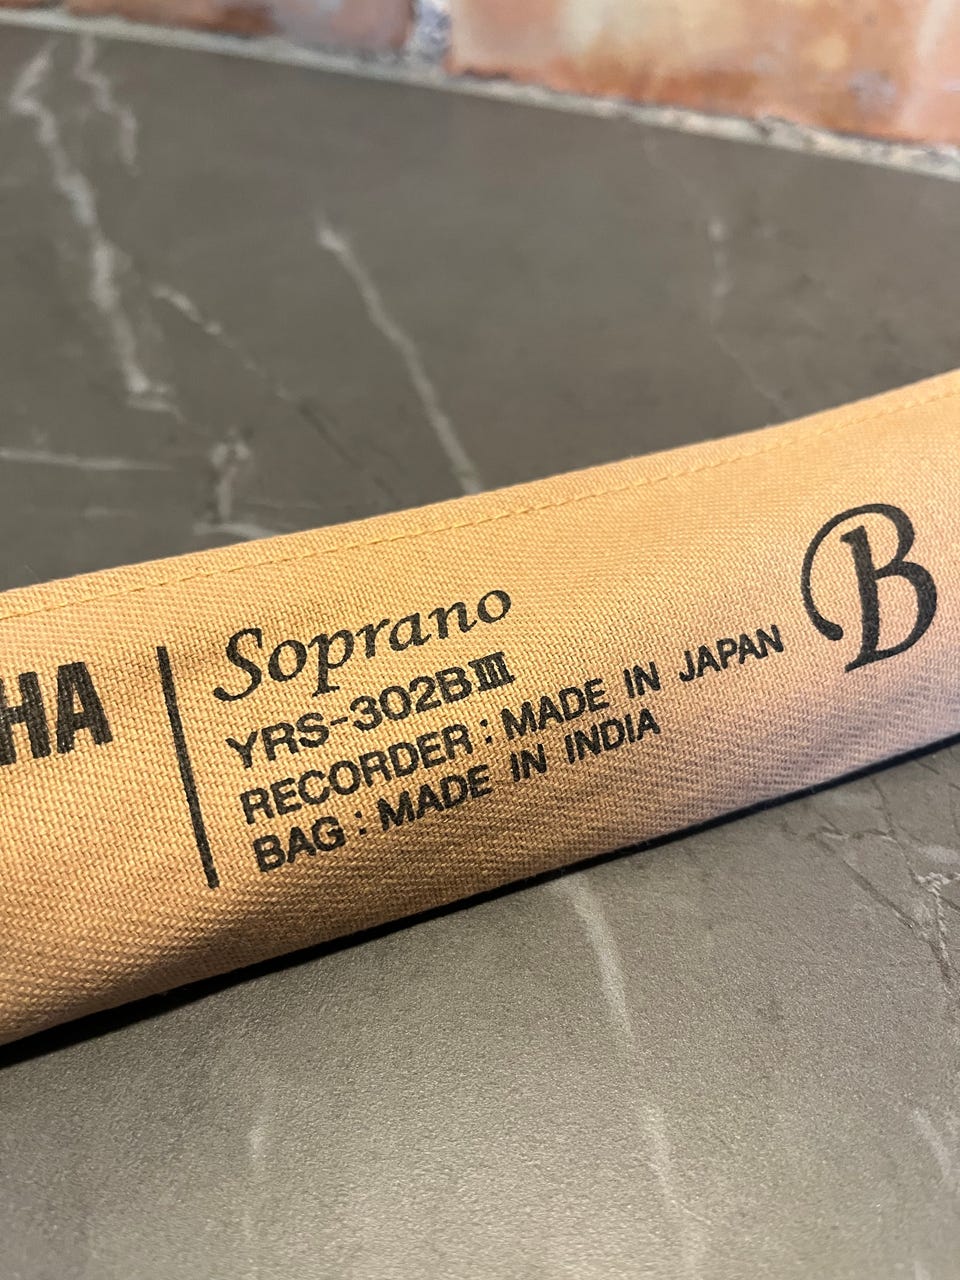 HA
Soprano
YRS-302BIII
RECORDER : MADE IN JAPAN
BAG : MADE IN INDIA
B